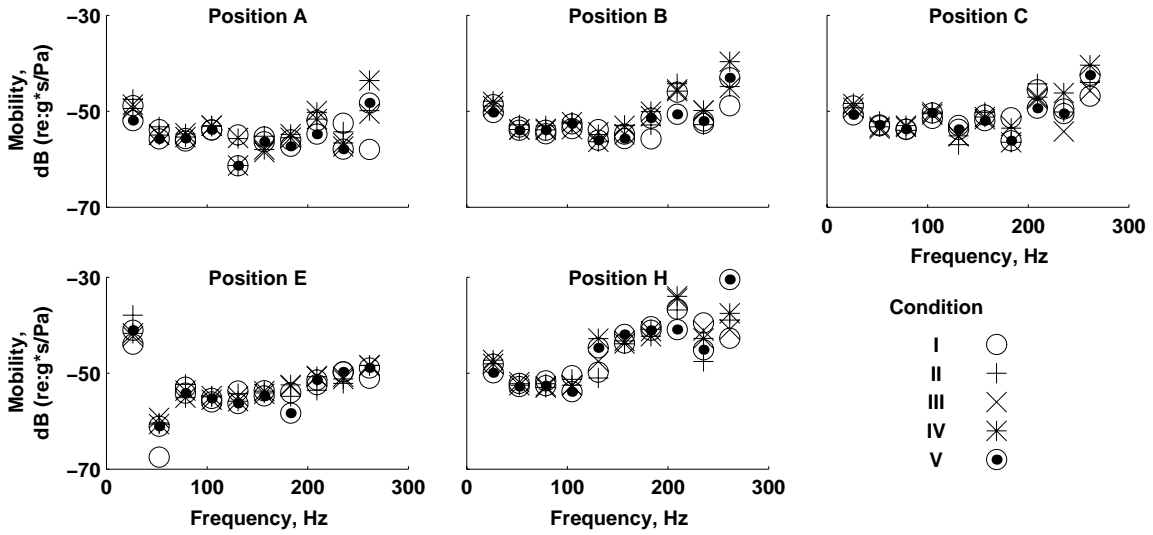 Position A
Position B
Position C
−30
−50
−70
Mobility,
dB (re:g*s/Pa)
0 100 200 300
Frequency, Hz
Position E
Position H
−30
−50
−70
Mobility,
dB (re:g*s/Pa)
0 100 200 300
Frequency, Hz
0 100 200 300
Frequency, Hz
Condition
I
II
III
IV
V